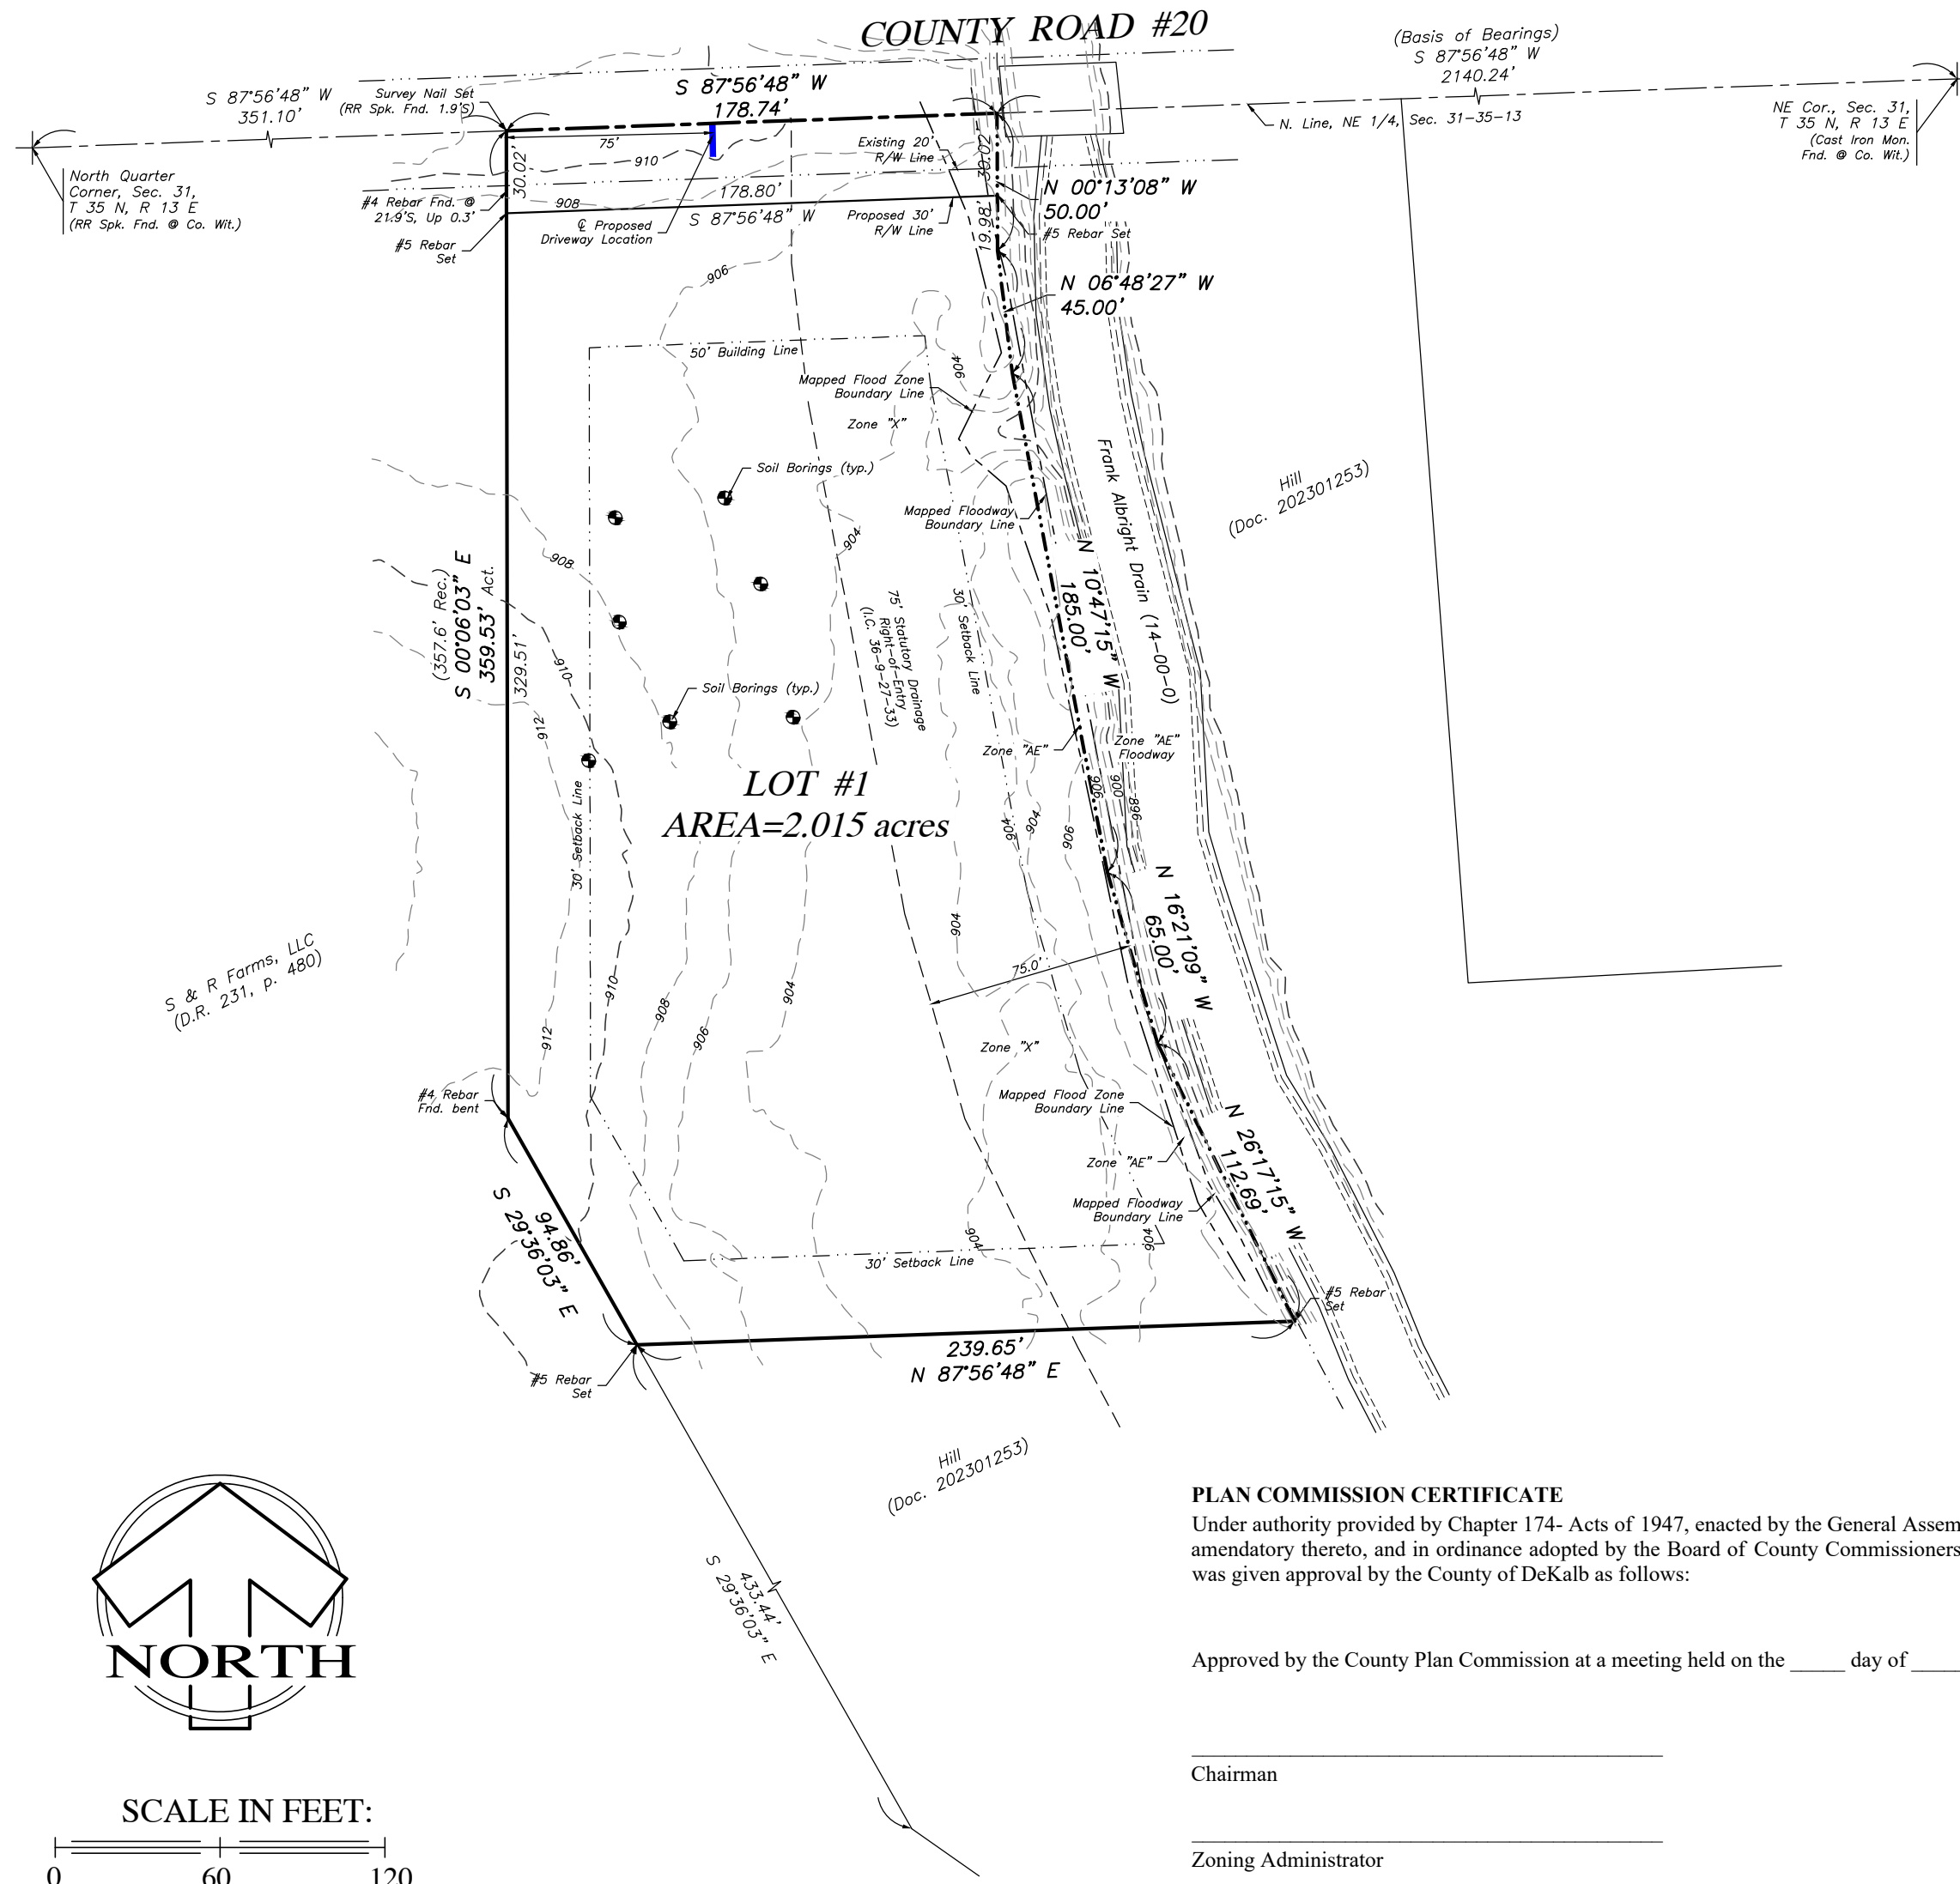 COUNTY ROAD #20
(Basis of Bearings)
S 87°56'48" W
2140.24'
S 87°56'48" W
351.10'
Survey Nail Set
(RR Spk. Fnd. 1.9'S)
S 87°56'48" W
178.74'
NE Cor., Sec. 31,
T 35 N, R 13 E
(Cast Iron Mon.
Fnd. @ Co. Wit.)
N. Line, NE 1/4, Sec. 31-35-13
75'
910
Existing 20'
R/W Line
30.02'
30.02'
North Quarter
Corner, Sec. 31,
T 35 N, R 13 E
(RR Spk. Fnd. @ Co. Wit.)
#4 Rebar Fnd. @
21.9'S, Up 0.3'
908
178.80'
S 87°56'48" W
N 00°13'08" W
50.00'
#5 Rebar
Set
℄ Proposed
Driveway Location
Proposed 30'
R/W Line
19.98'
#5 Rebar Set
906
N 06°48'27" W
45.00'
50' Building Line
904
Mapped Flood Zone
Boundary Line
Zone "X"
Soil Borings (typ.)
Frank Albright Drain (14-00-0)
Hill
(Doc. 202301253)
Mapped Floodway
Boundary Line
908
904
N 10°47'15" W
185.00'
(357.6' Rec.)
S 00°06'03" E
359.53' Act.
329.51'
75' Statutory Drainage
Right-of-Entry
(I.C. 36-9-27-33)
30' Setback Line
910
912
Soil Borings (typ.)
Zone "AE"
Zone "AE"
Floodway
LOT #1
AREA=2.015 acres
906
900
896
904
904
906
30' Setback Line
N 16°21'09" W
65.00'
904
75.0'
S & R Farms, LLC
(D.R. 231, p. 480)
910
908
904
906
912
Zone "X"
#4 Rebar
Fnd. bent
Mapped Flood Zone
Boundary Line
N 26°17'15" W
112.69'
Zone "AE"
Mapped Floodway
Boundary Line
94.86'
S 29°36'03" E
904
904
30' Setback Line
#5 Rebar
Set
239.65'
N 87°56'48" E
#5 Rebar
Set
Hill
(Doc. 202301253)
433.44'
S 29°36'03" E
NORTH
SCALE IN FEET:
0 60 120
PLAN COMMISSION CERTIFICATE
Under authority provided by Chapter 174- Acts of 1947, enacted by the General Assem
amendatory thereto, and in ordinance adopted by the Board of County Commissioners
was given approval by the County of DeKalb as follows:
Approved by the County Plan Commission at a meeting held on the _____ day of _____
Chairman
Zoning Administrator